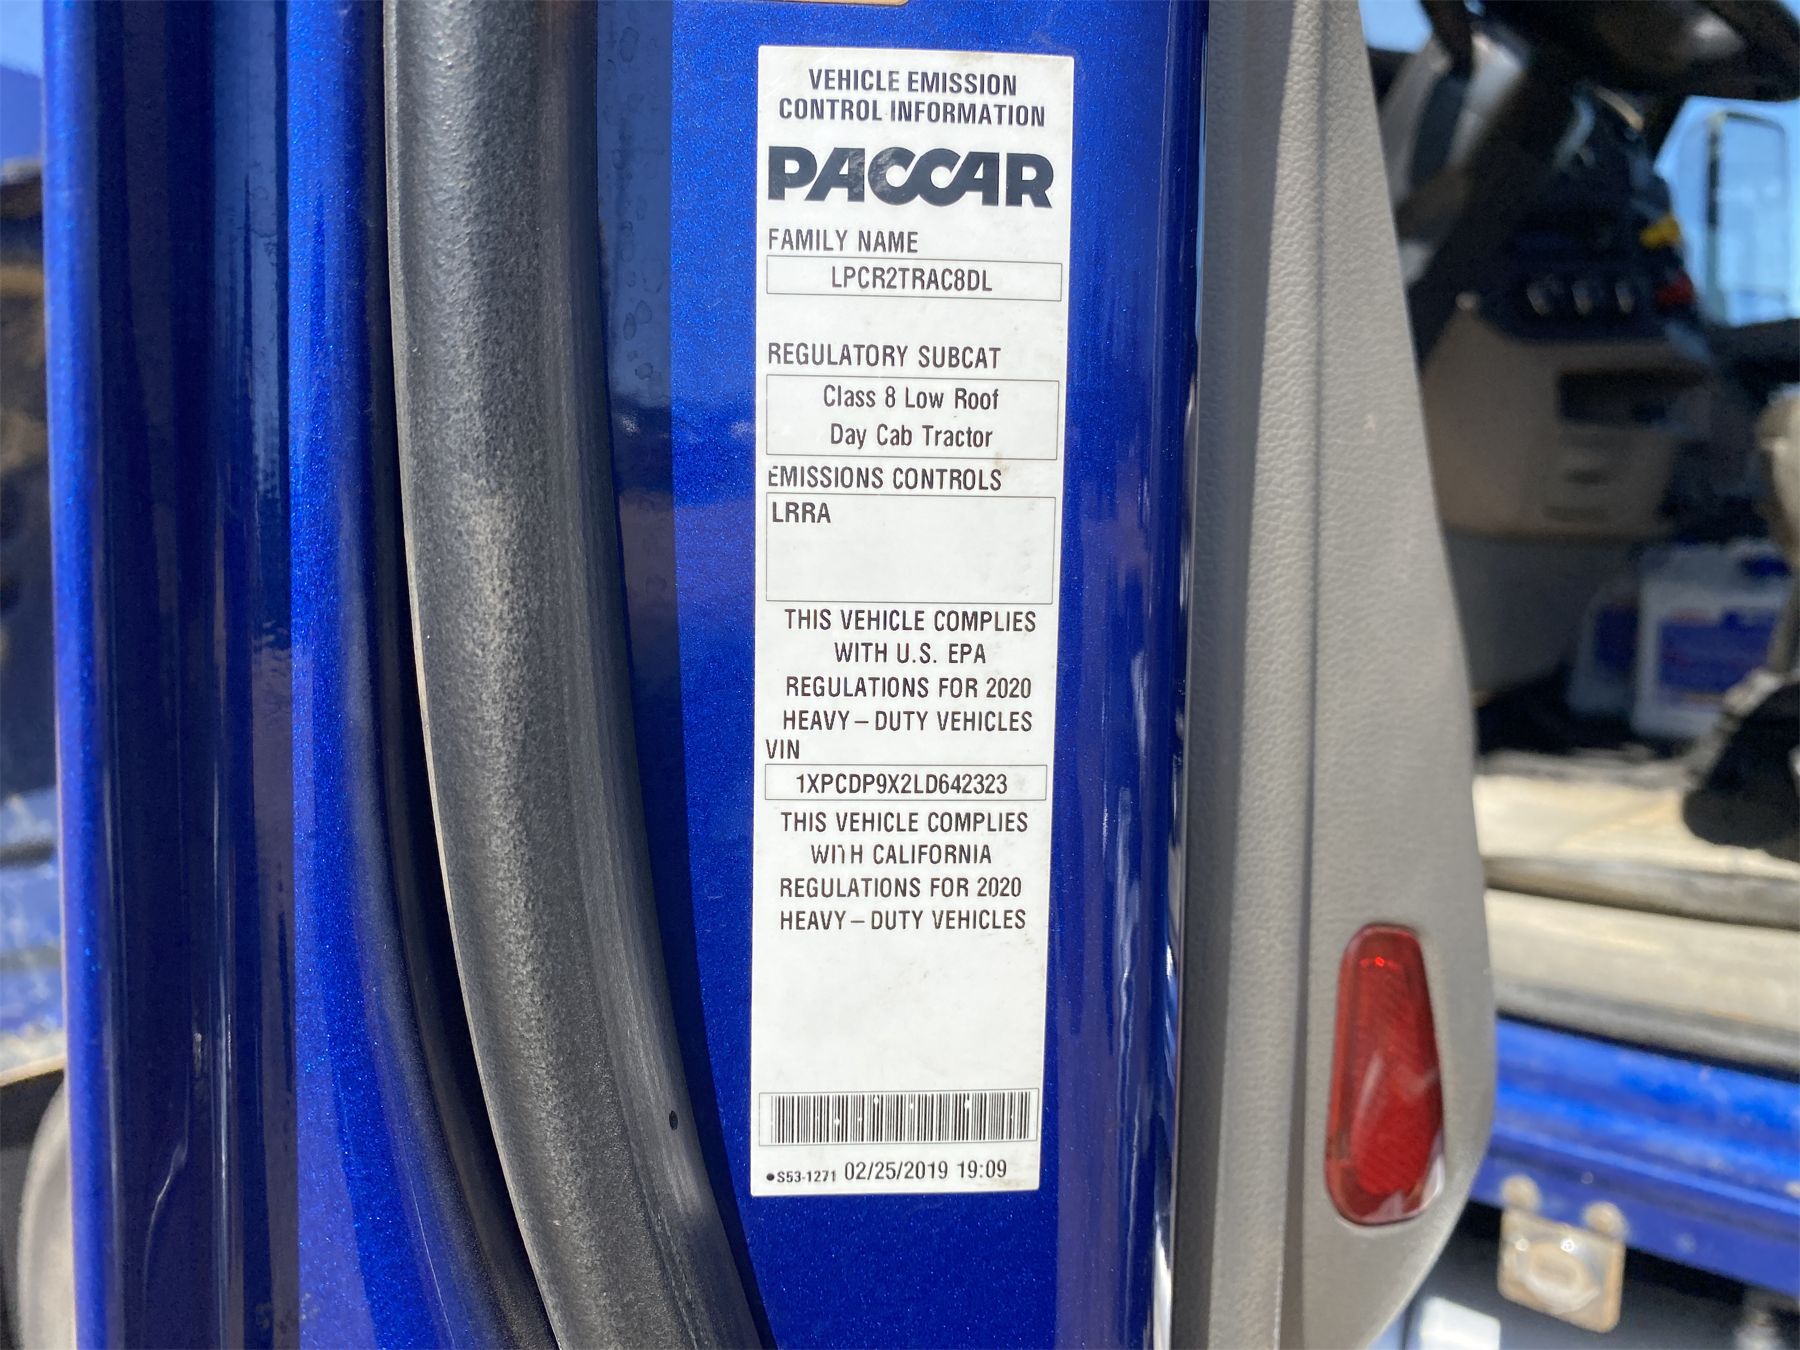 VEHICLE EMISSION
CONTROL INFORMATION
PACCAR
FAMILY NAME
LPCR2TRAC8DL
REGULATORY SUBCAT
Class 8 Low Roof
Day Cab Tractor
EMISSIONS CONTROLS
LRRA
THIS VEHICLE COMPLIES
WITH U.S. EPA
REGULATIONS FOR 2020
HEAVY–DUTY VEHICLES
VIN
1XPCDP9X2LD642323
THIS VEHICLE COMPLIES
WITH CALIFORNIA
REGULATIONS FOR 2020
HEAVY–DUTY VEHICLES
●S53-1271 02/25/2019 19:09